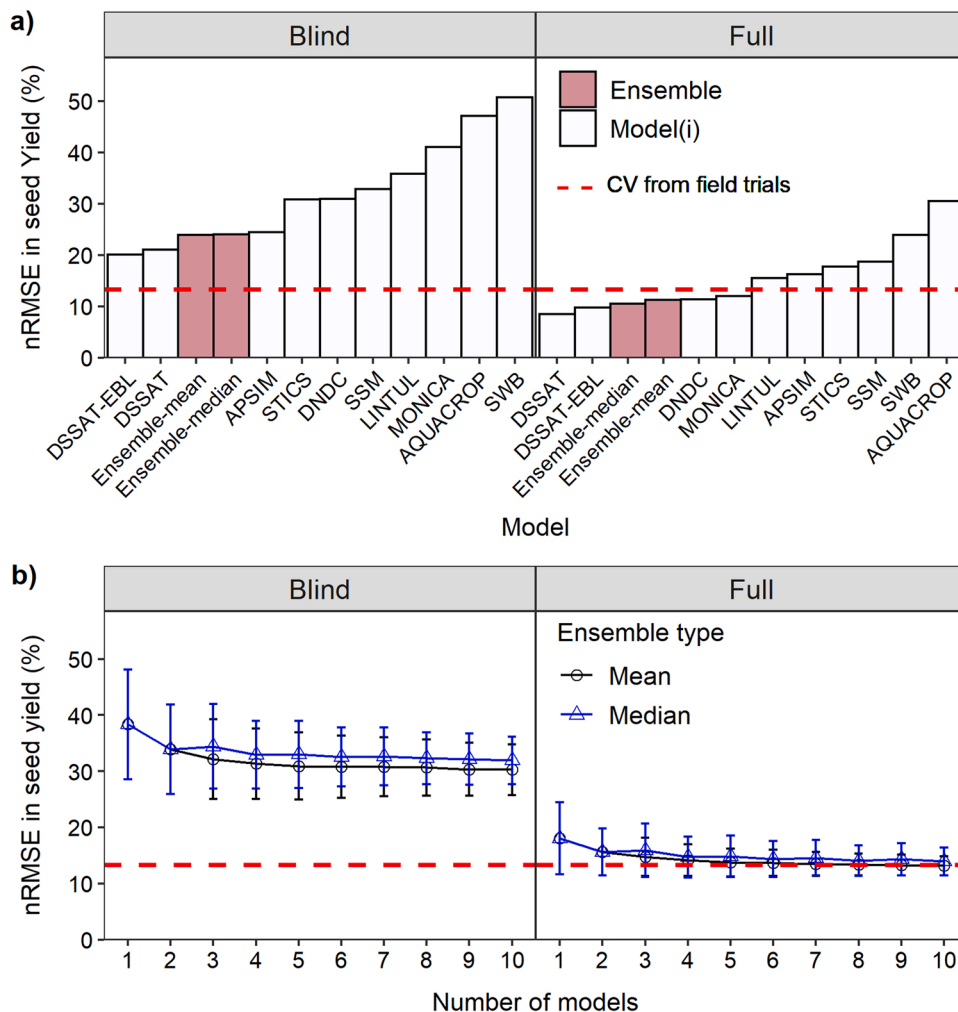 a)
Blind
Full
nRMSE in seed Yield (%)
50
40
30
20
10
0
Ensemble
Model(i)
CV from field trials
DSSAT-EBL
DSSAT
Ensemble-mean
Ensemble-median
APSIM
STICS
DNDC
SSM
LINTUL
MONICA
AQUACROP
SWB
DSSAT
DSSAT-EBL
Ensemble-median
Ensemble-mean
DNDC
MONICA
LINTUL
APSIM
STICS
SSM
SWB
AQUACROP
Model
b)
Blind
Full
nRMSE in seed yield (%)
50
40
30
20
10
0
Ensemble type
Mean
Median
1 2 3 4 5 6 7 8 9 10
1 2 3 4 5 6 7 8 9 10
Number of models